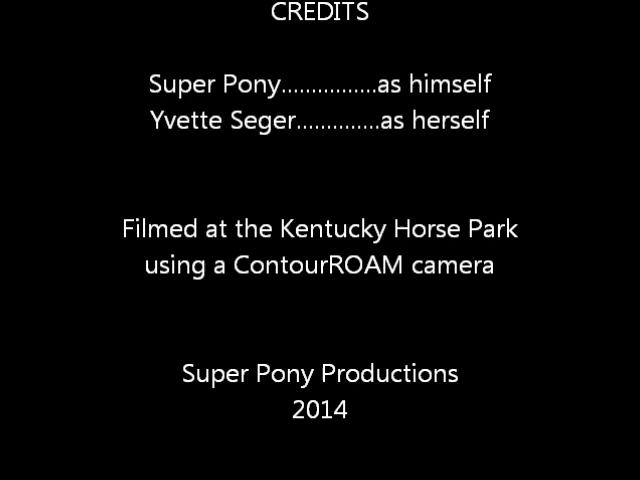 CREDITS
Super Pony................as himself
Yvette Seger..............as herself
Filmed at the Kentucky Horse Park
using a ContourROAM camera
Super Pony Productions
2014